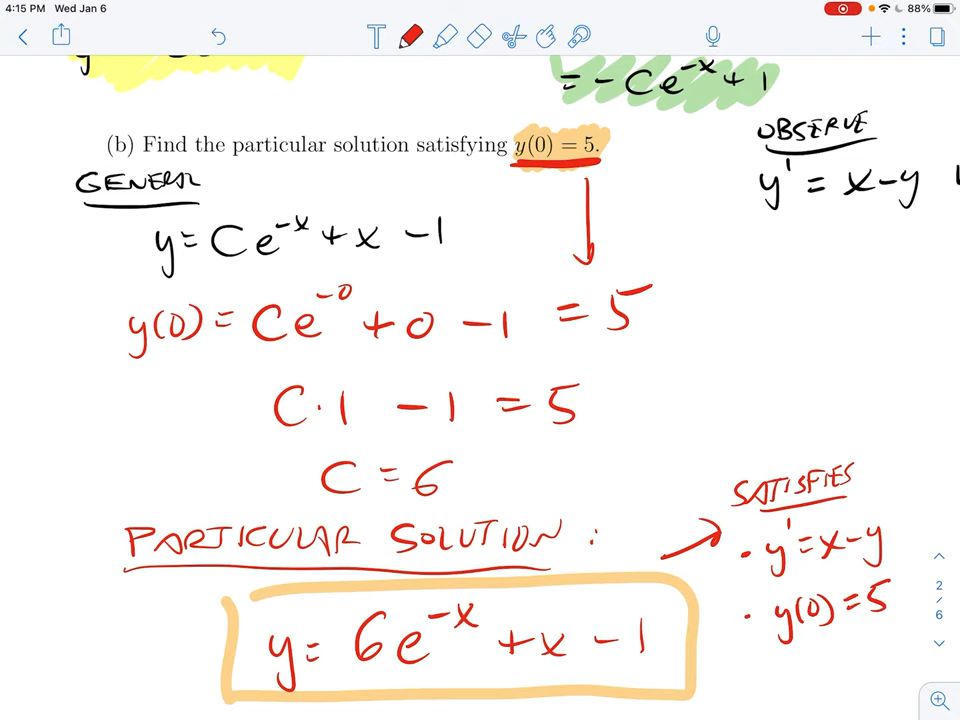 4:15 PM Wed Jan 6
88%
T
= -Ce^-x + 1
(b) Find the particular solution satisfying y(0) = 5.
OBSERVE
y' = x-y
GENERAL
y= Ce^-x + x - 1
y(0) = Ce^-0 + 0 - 1 = 5
C·1 - 1 = 5
C = 6
SATISFIES
PARTICULAR SOLUTION :
• y' = x-y
• y(0) = 5
y= 6e^-x + x - 1
2
/
6